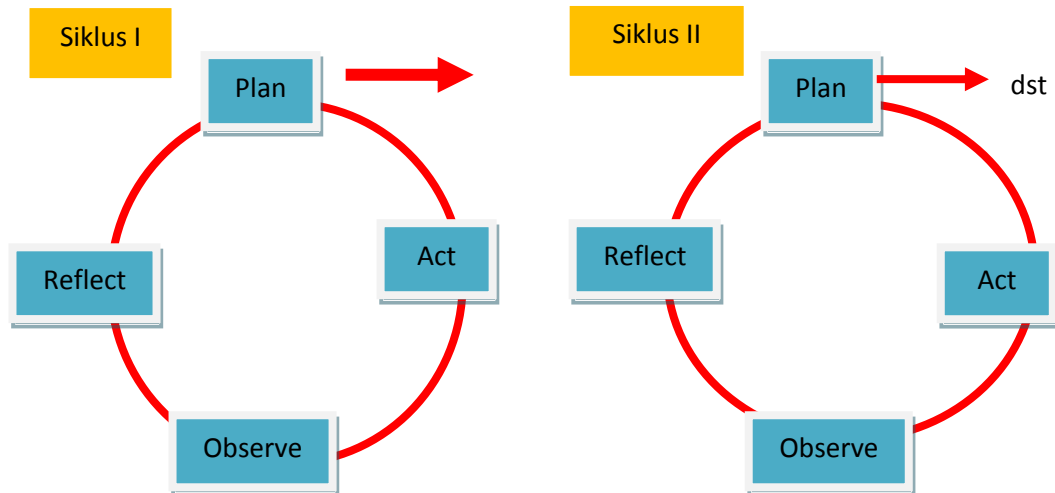 Siklus I
Plan
Act
Reflect
Observe
Siklus II
Plan
dst
Reflect
Act
Observe